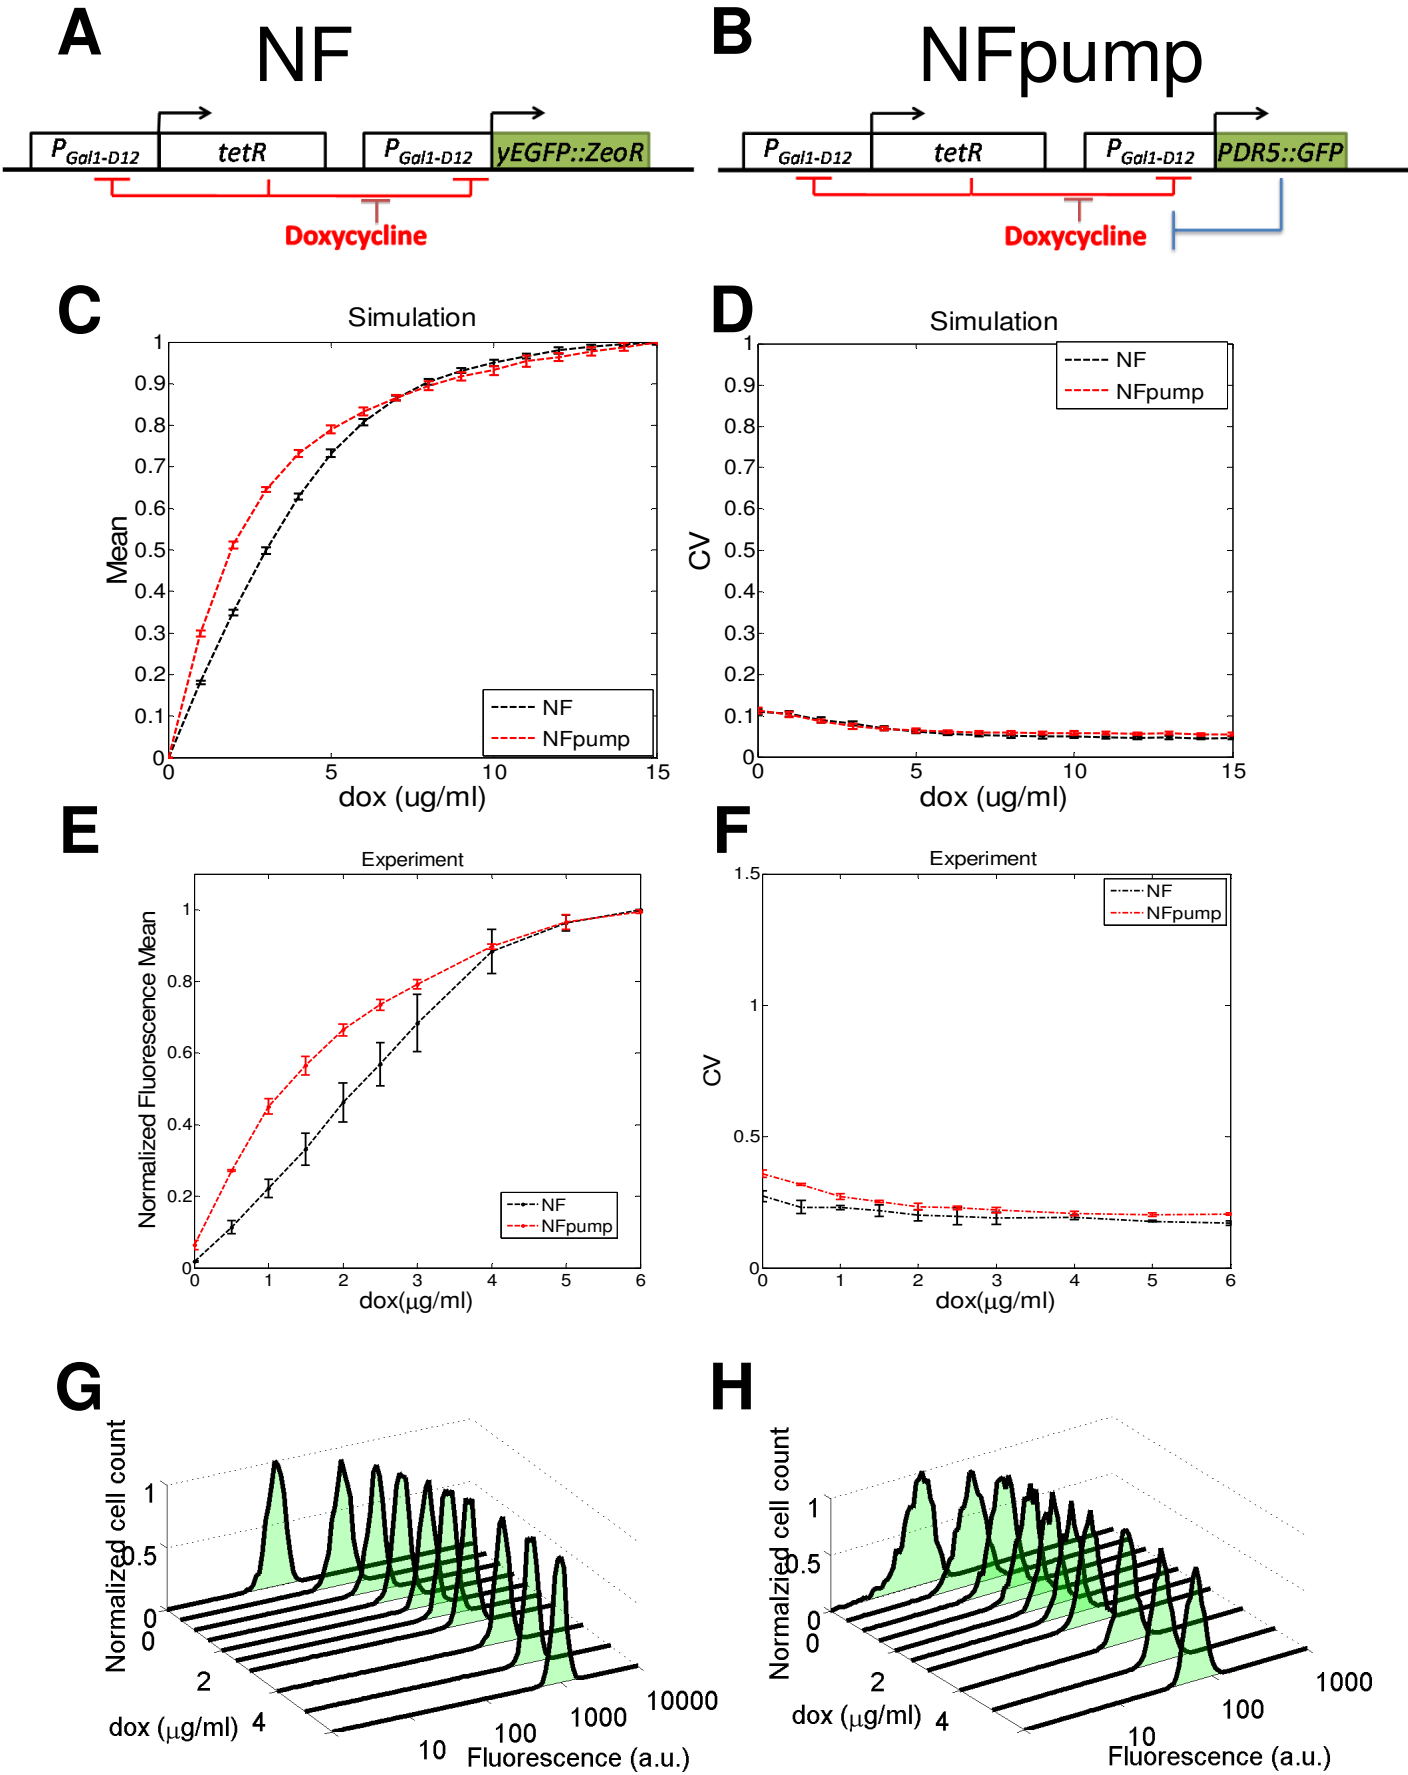 A
NF
B
NFpump
PGal1-D12
tetR
PGal1-D12
yEGFP::ZeoR
Doxycycline
PGal1-D12
tetR
PGal1-D12
PDR5::GFP
Doxycycline
C
Simulation
1
0.9
0.8
0.7
0.6
0.5
0.4
0.3
0.2
0.1
0
Mean
NF
NFpump
0
5
10
15
dox (ug/ml)
D
Simulation
1
0.9
0.8
0.7
0.6
0.5
0.4
0.3
0.2
0.1
0
CV
NF
NFpump
0
5
10
15
dox (ug/ml)
E
Experiment
1
0.8
0.6
0.4
0.2
0
Normalized Fluorescence Mean
NF
NFpump
0
1
2
3
4
5
6
dox(μg/ml)
F
Experiment
1.5
1
0.5
0
CV
NF
NFpump
0
1
2
3
4
5
6
dox(μg/ml)
G
Normalized cell count
1
0.5
0
0
2
4
dox (μg/ml)
10
100
1000
10000
Fluorescence (a.u.)
H
Normalzied cell count
1
0.5
0
0
2
4
dox (μg/ml)
10
100
1000
Fluorescence (a.u.)